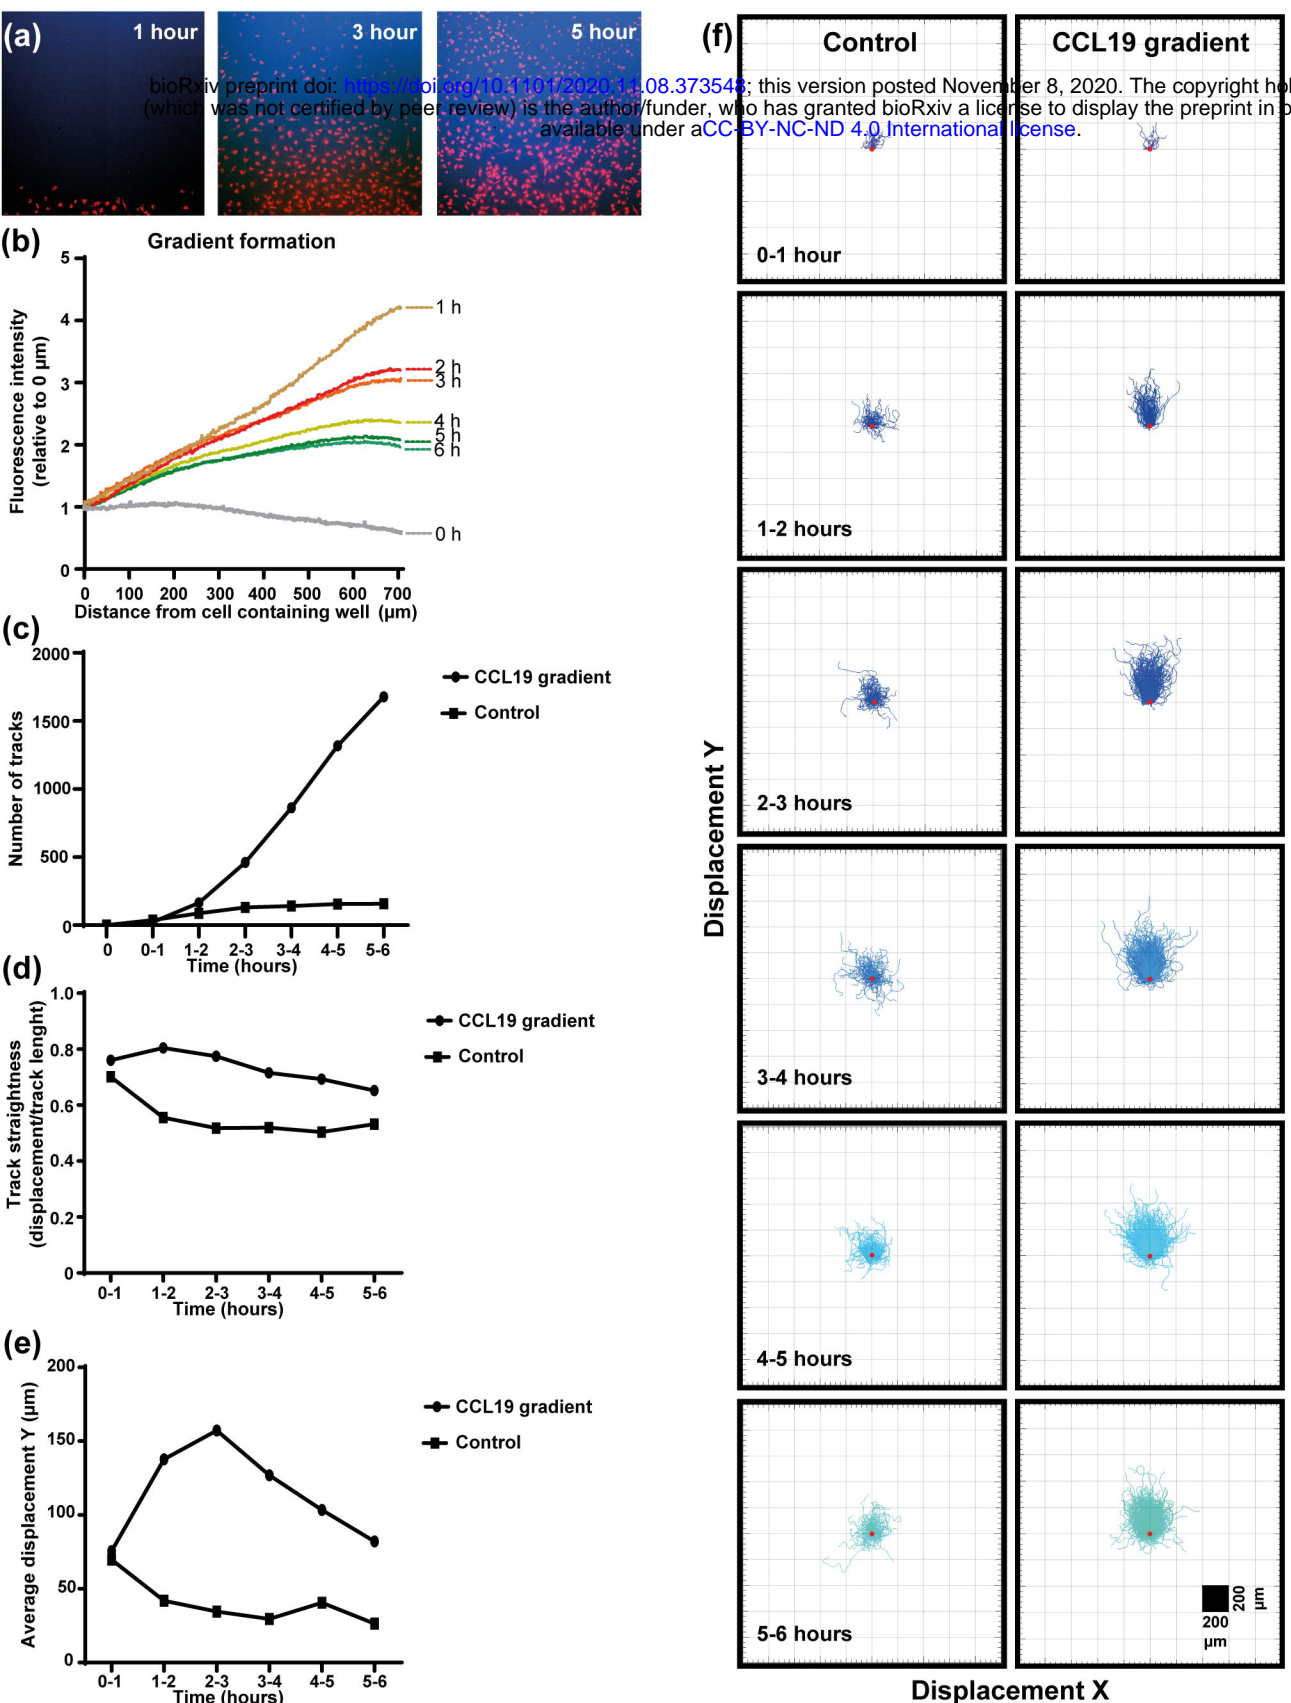 (a)
1 hour
3 hour
5 hour
bioRxiv preprint doi: https://doi.org/10.1101/2020.11.08.373548; this version posted November 8, 2020. The copyright hol
(which was not certified by peer review) is the author/funder, who has granted bioRxiv a license to display the preprint in
available under aCC-BY-NC-ND 4.0 International license.
(b)
Gradient formation
Fluorescence intensity
(relative to 0 µm)
5
4
3
2
1
0
1 h
2 h
3 h
4 h
5 h
6 h
0 h
0 100 200 300 400 500 600 700
Distance from cell containing well (µm)
(c)
Number of tracks
2000
1500
1000
500
0
CCL19 gradient
Control
0 0-1 1-2 2-3 3-4 4-5 5-6
Time (hours)
(d)
Track straightness
(displacement/track lenght)
1.0
0.8
0.6
0.4
0.2
0
CCL19 gradient
Control
0-1 1-2 2-3 3-4 4-5 5-6
Time (hours)
(e)
Average displacement Y (µm)
200
150
100
50
0
CCL19 gradient
Control
0-1 1-2 2-3 3-4 4-5 5-6
Time (hours)
(f)
Control
CCL19 gradient
Displacement Y
0-1 hour
1-2 hours
2-3 hours
3-4 hours
4-5 hours
5-6 hours
200
µm
200
µm
Displacement X